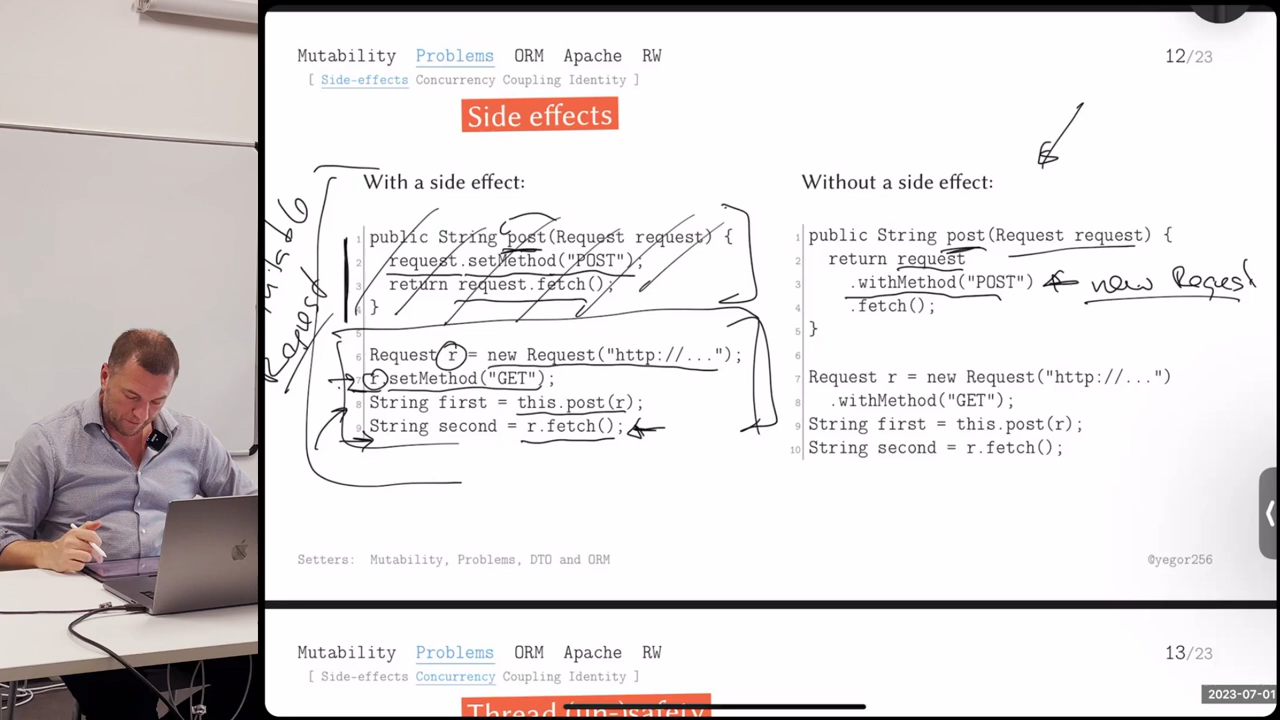 Mutability Problems ORM Apache RW
12/23
[ Side-effects Concurrency Coupling Identity ]
Side effects
With a side effect:
1 public String post(Request request) {
2 request.setMethod("POST");
3 return request.fetch();
4 }
5
6 Request r = new Request("http://...");
7 r.setMethod("GET");
8 String first = this.post(r);
9 String second = r.fetch();
Request
Without a side effect:
1 public String post(Request request) {
2 return request
3 .withMethod("POST")
4 .fetch();
5 }
6
7 Request r = new Request("http://...")
8 .withMethod("GET");
9 String first = this.post(r);
10 String second = r.fetch();
new Reques
Setters: Mutability, Problems, DTO and ORM
@yegor256
Mutability Problems ORM Apache RW
13/23
[ Side-effects Concurrency Coupling Identity ]
Thread (un-)safety
2023-07-01